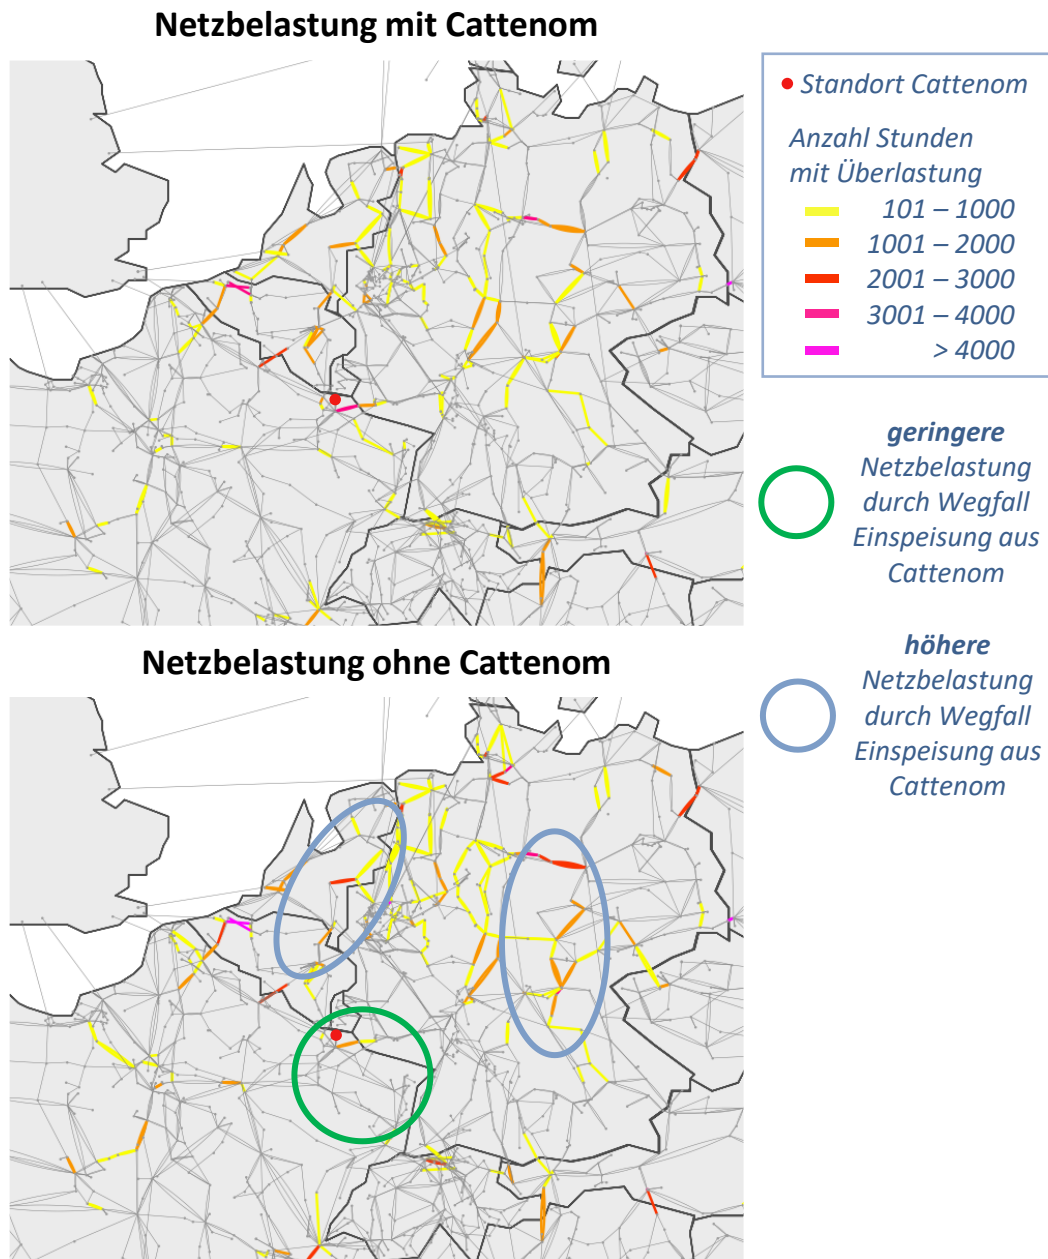 Netzbelastung mit Cattenom
Standort Cattenom
Anzahl Stunden
mit Überlastung
101 – 1000
1001 – 2000
2001 – 3000
3001 – 4000
> 4000
geringere
Netzbelastung
durch Wegfall
Einspeisung aus
Cattenom
Netzbelastung ohne Cattenom
höhere
Netzbelastung
durch Wegfall
Einspeisung aus
Cattenom